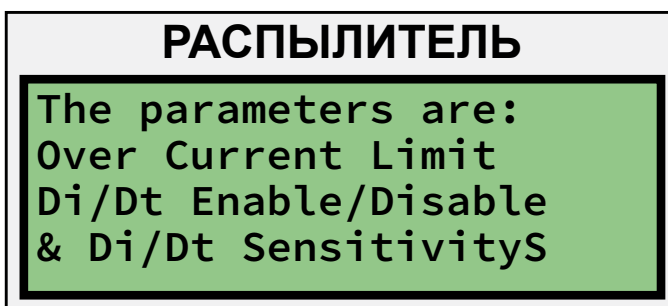 РАСПЫЛИТЕЛЬ
The parameters are:
Over Current Limit
Di/Dt Enable/Disable
& Di/Dt SensitivityS